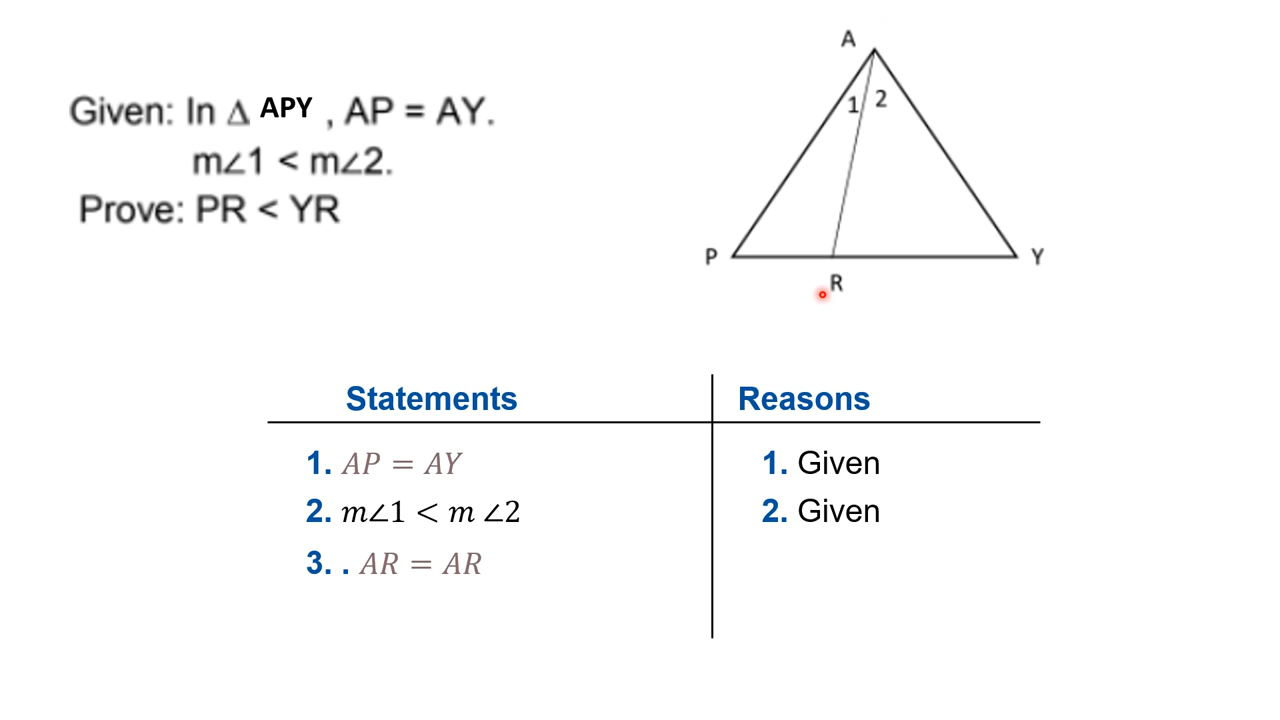 Given: In Δ APY , AP = AY.
m∠1 < m∠2.
Prove: PR < YR
A
1 2
P
Y
R
Statements
Reasons
1. AP = AY
1. Given
2. m∠1 < m ∠2
2. Given
3. . AR = AR